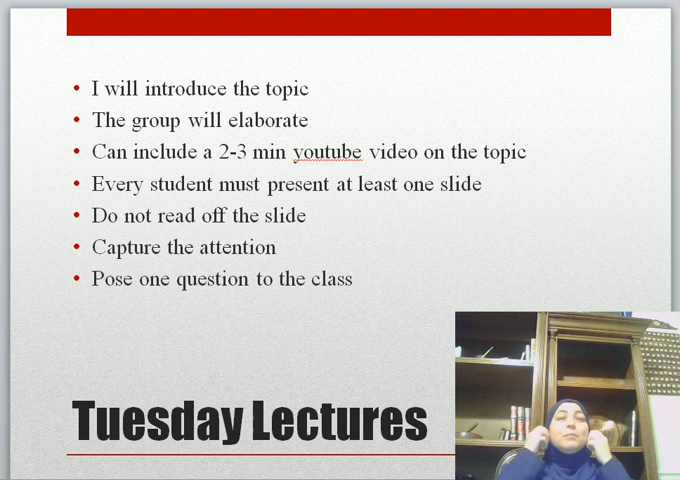 I will introduce the topic
The group will elaborate
Can include a 2-3 min youtube video on the topic
Every student must present at least one slide
Do not read off the slide
Capture the attention
Pose one question to the class
Tuesday Lectures